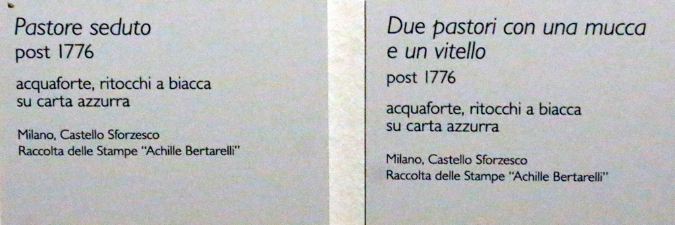 Pastore seduto
post 1776
acquaforte, ritocchi a biacca
su carta azzurra
Milano, Castello Sforzesco
Raccolta delle Stampe “Achille Bertarelli”
Due pastori con una mucca
e un vitello
post 1776
acquaforte, ritocchi a biacca
su carta azzurra
Milano, Castello Sforzesco
Raccolta delle Stampe “Achille Bertarelli”